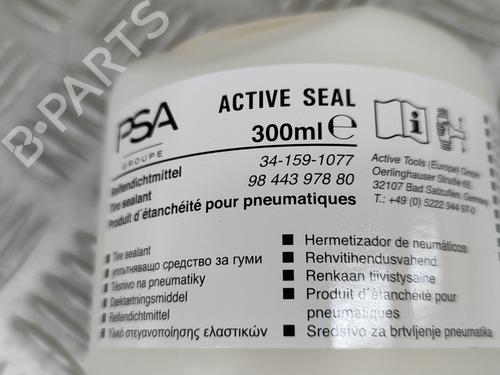 B-PARTS
PSA
GROUPE
ACTIVE SEAL
300ml ℮
34-159-1077
98 443 978 80
Reifendichtmittel
Tire sealant
Produit d'étanchéité pour pneumatiques
Active Tools (Europe) GmbH
Oerlinghauser Straße 65
32107 Bad Salzuflen, Germany
T.: +49 (0) 5222 944 97-0
Tire sealant
уплътняващо средство за гуми
Těsnivo na pneumatiky
Dæktætningsmiddel
Reifendichtmittel
Υλικό στεγανοποίησης ελαστικών
Hermetizador de neumáticos
Rehvitihendusvahend
Renkaan tiivistysaine
Produit d'étanchéité pour
pneumatiques
Sredstvo za brtvljenje pneumatika